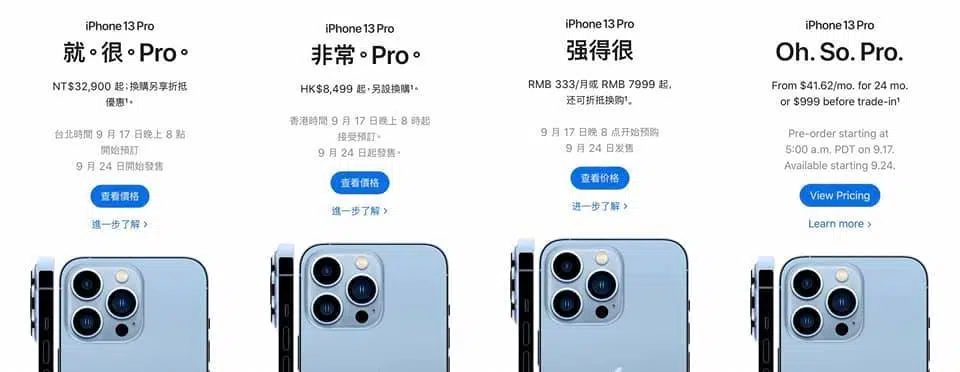 iPhone 13 Pro
就。很。Pro。
NT$32,900 起；換購另享折抵
優惠¹。
台北時間 9 月 17 日晚上 8 點
開始預訂
9 月 24 日開始發售
查看價格
進一步了解 >
iPhone 13 Pro
非常。Pro。
HK$8,499 起，另設換購¹。
香港時間 9 月 17 日晚上 8 時起
接受預訂。
9 月 24 日起發售。
查看價格
進一步了解 >
iPhone 13 Pro
强得很
RMB 333/月或 RMB 7999 起，
还可折抵换购¹。
9 月 17 日晚 8 点开始预购
9 月 24 日发售
查看价格
进一步了解 >
iPhone 13 Pro
Oh. So. Pro.
From $41.62/mo. for 24 mo.
or $999 before trade-in¹
Pre-order starting at
5:00 a.m. PDT on 9.17.
Available starting 9.24.
View Pricing
Learn more >